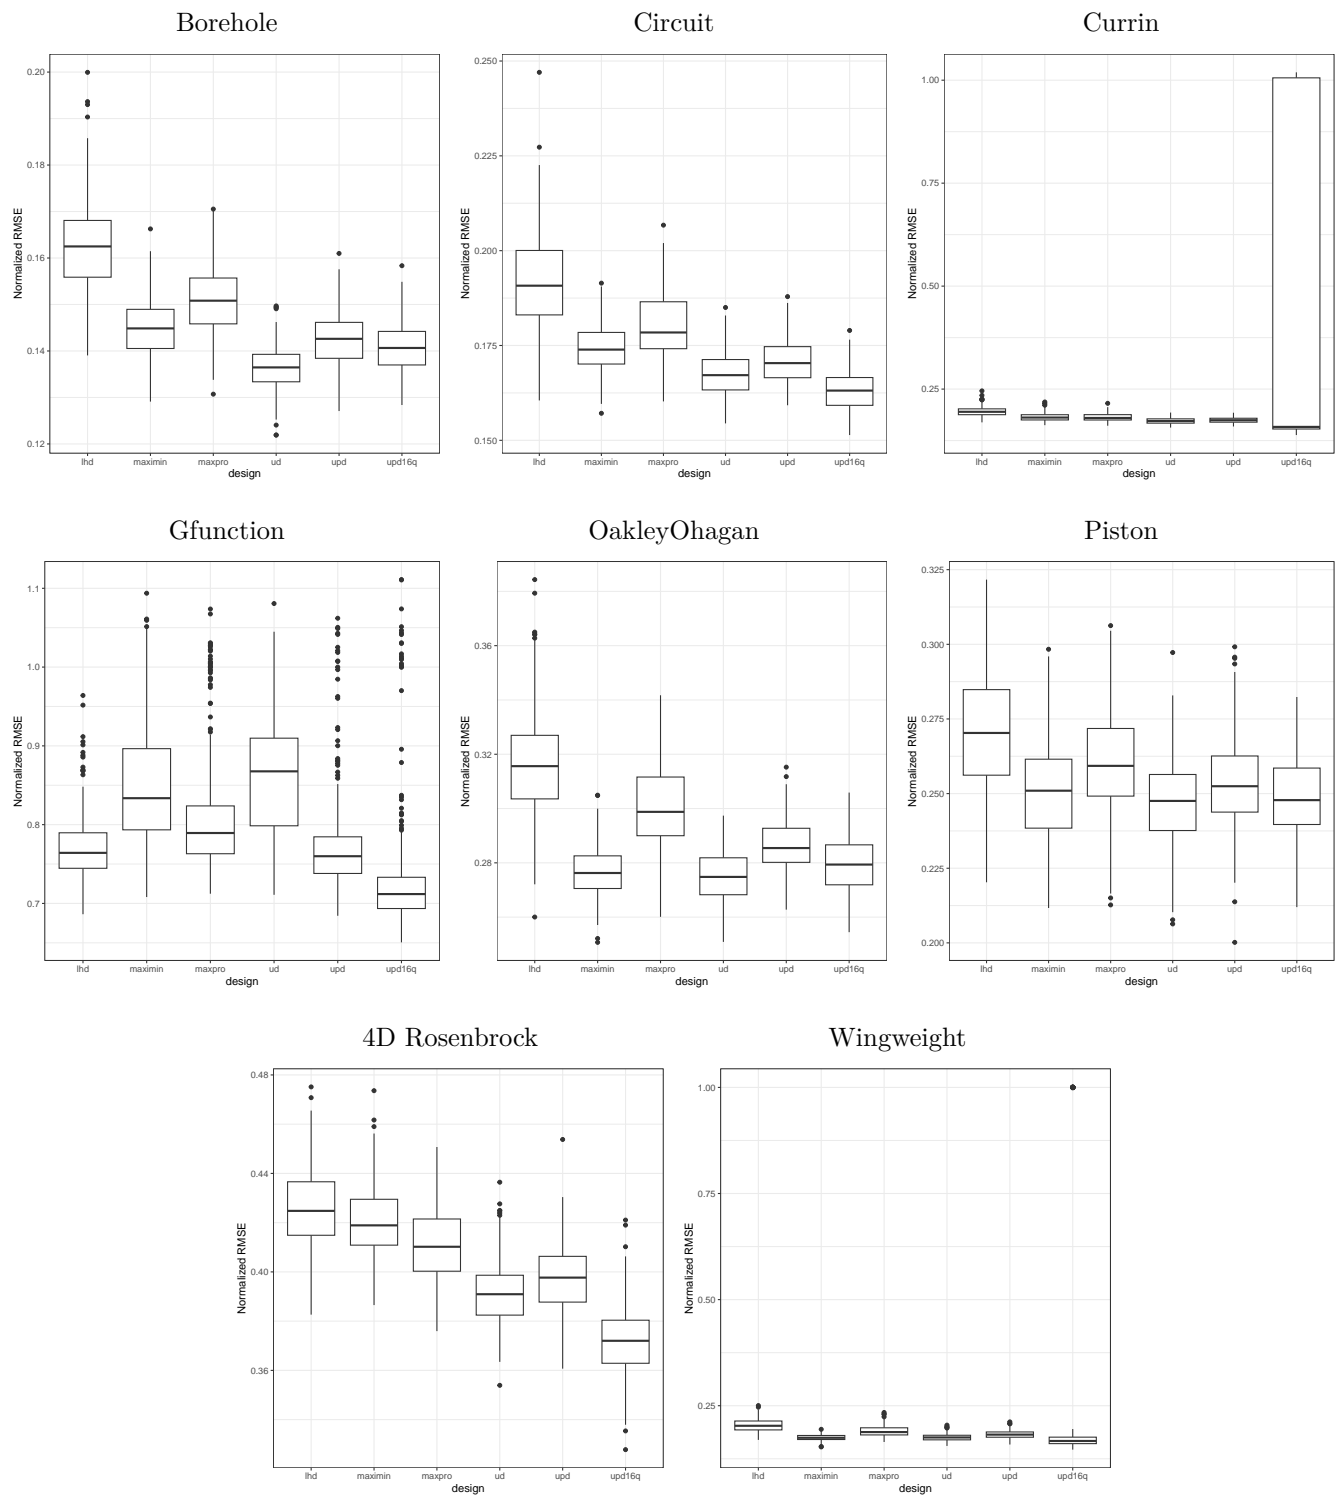 Borehole Circuit Currin
0.20
0.18
0.16
0.14
0.12
Normalized RMSE
lhd maximin maxpro ud upd upd16q
design
0.250
0.225
0.200
0.175
0.150
Normalized RMSE
lhd maximin maxpro ud upd upd16q
design
1.00
0.75
0.50
0.25
Normalized RMSE
lhd maximin maxpro ud upd upd16q
design
Gfunction OakleyOhagan Piston
1.1
1.0
0.9
0.8
0.7
Normalized RMSE
lhd maximin maxpro ud upd upd16q
design
0.36
0.32
0.28
Normalized RMSE
lhd maximin maxpro ud upd upd16q
design
0.325
0.300
0.275
0.250
0.225
0.200
Normalized RMSE
lhd maximin maxpro ud upd upd16q
design
4D Rosenbrock Wingweight
0.48
0.44
0.40
0.36
Normalized RMSE
lhd maximin maxpro ud upd upd16q
design
1.00
0.75
0.50
0.25
Normalized RMSE
lhd maximin maxpro ud upd upd16q
design